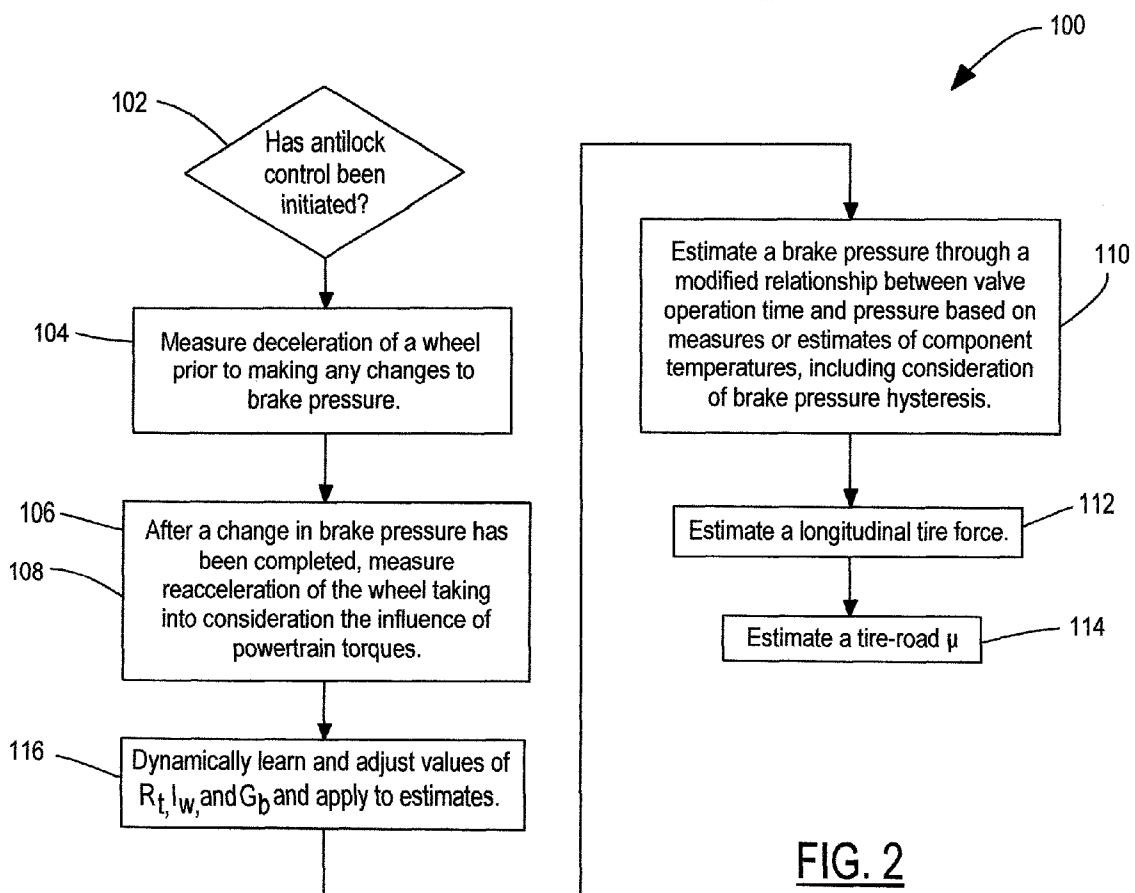 100
102
Has antilock
control been
initiated?
104
Measure deceleration of a wheel
prior to making any changes to
brake pressure.
106
108
After a change in brake pressure has
been completed, measure
reacceleration of the wheel taking
into consideration the influence of
powertrain torques.
116
Dynamically learn and adjust values of
Rt, Iw, and Gb and apply to estimates.
110
Estimate a brake pressure through a
modified relationship between valve
operation time and pressure based on
measures or estimates of component
temperatures, including consideration
of brake pressure hysteresis.
112
Estimate a longitudinal tire force.
114
Estimate a tire-road μ
FIG. 2